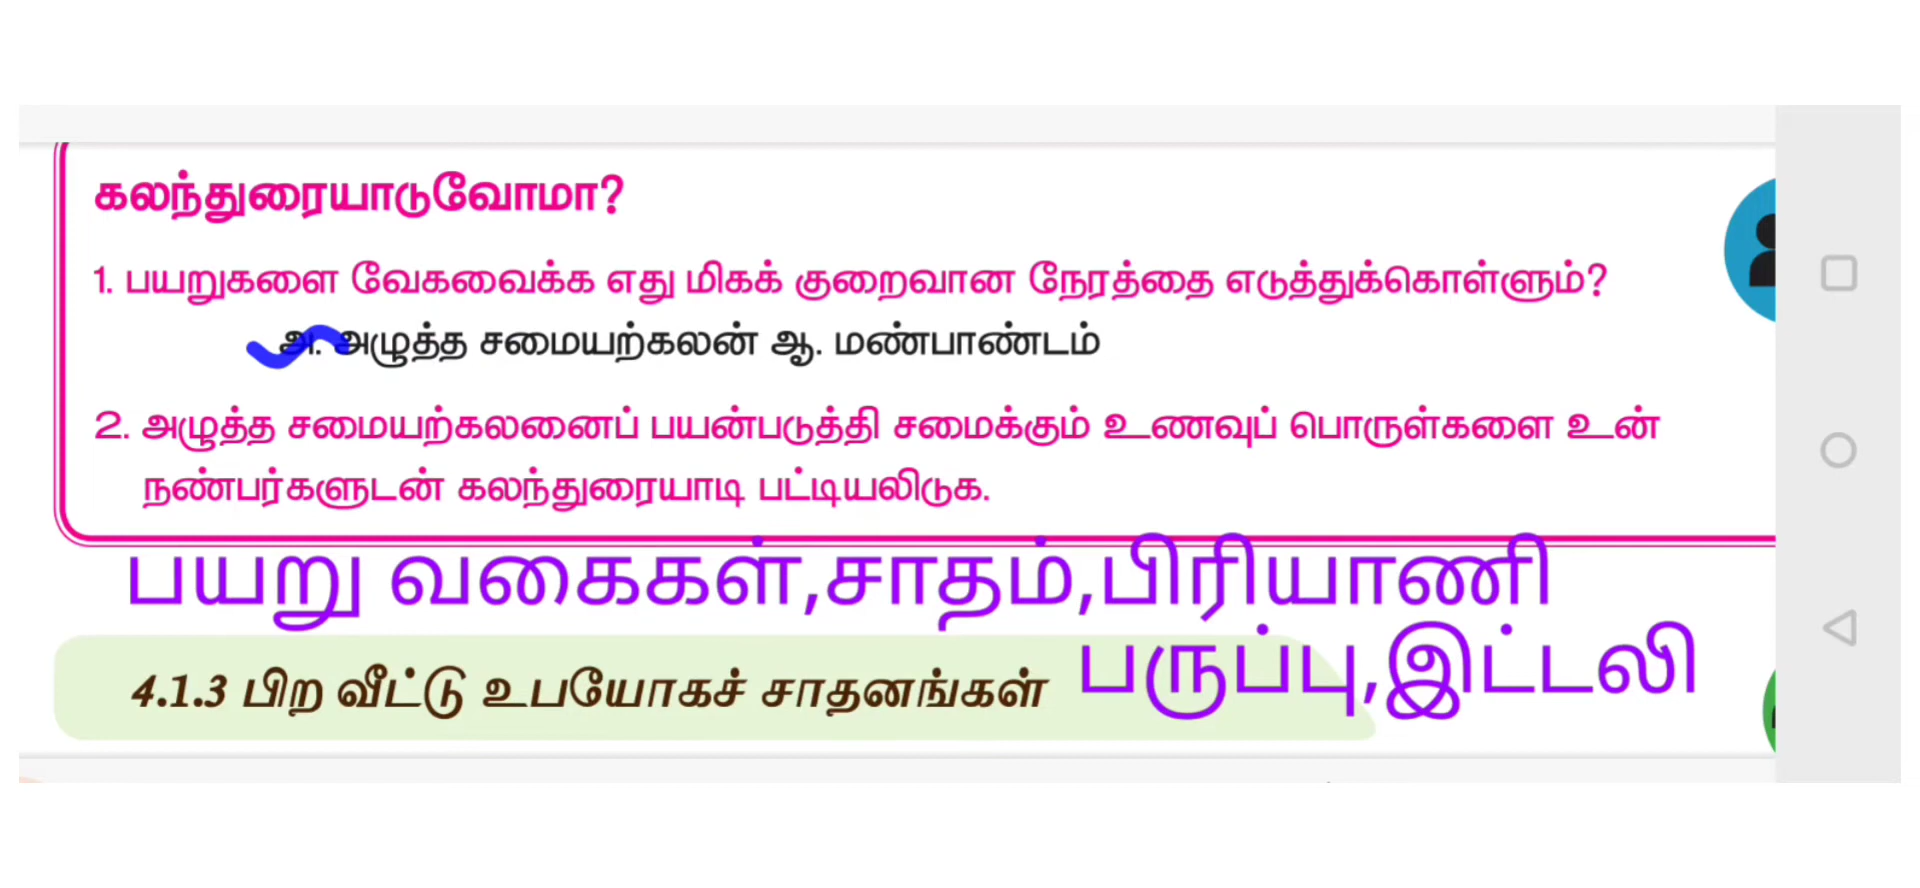 கலந்துரையாடுவோமா?
1. பயறுகளை வேகவைக்க எது மிகக் குறைவான நேரத்தை எடுத்துக்கொள்ளும்?
அ. அழுத்த சமையற்கலன் ஆ. மண்பாண்டம்
2. அழுத்த சமையற்கலனைப் பயன்படுத்தி சமைக்கும் உணவுப் பொருள்களை உன்
நண்பர்களுடன் கலந்துரையாடி பட்டியலிடுக.
பயறு வகைகள்,சாதம்,பிரியாணி
பருப்பு,இட்டலி
4.1.3 பிற வீட்டு உபயோகச் சாதனங்கள்